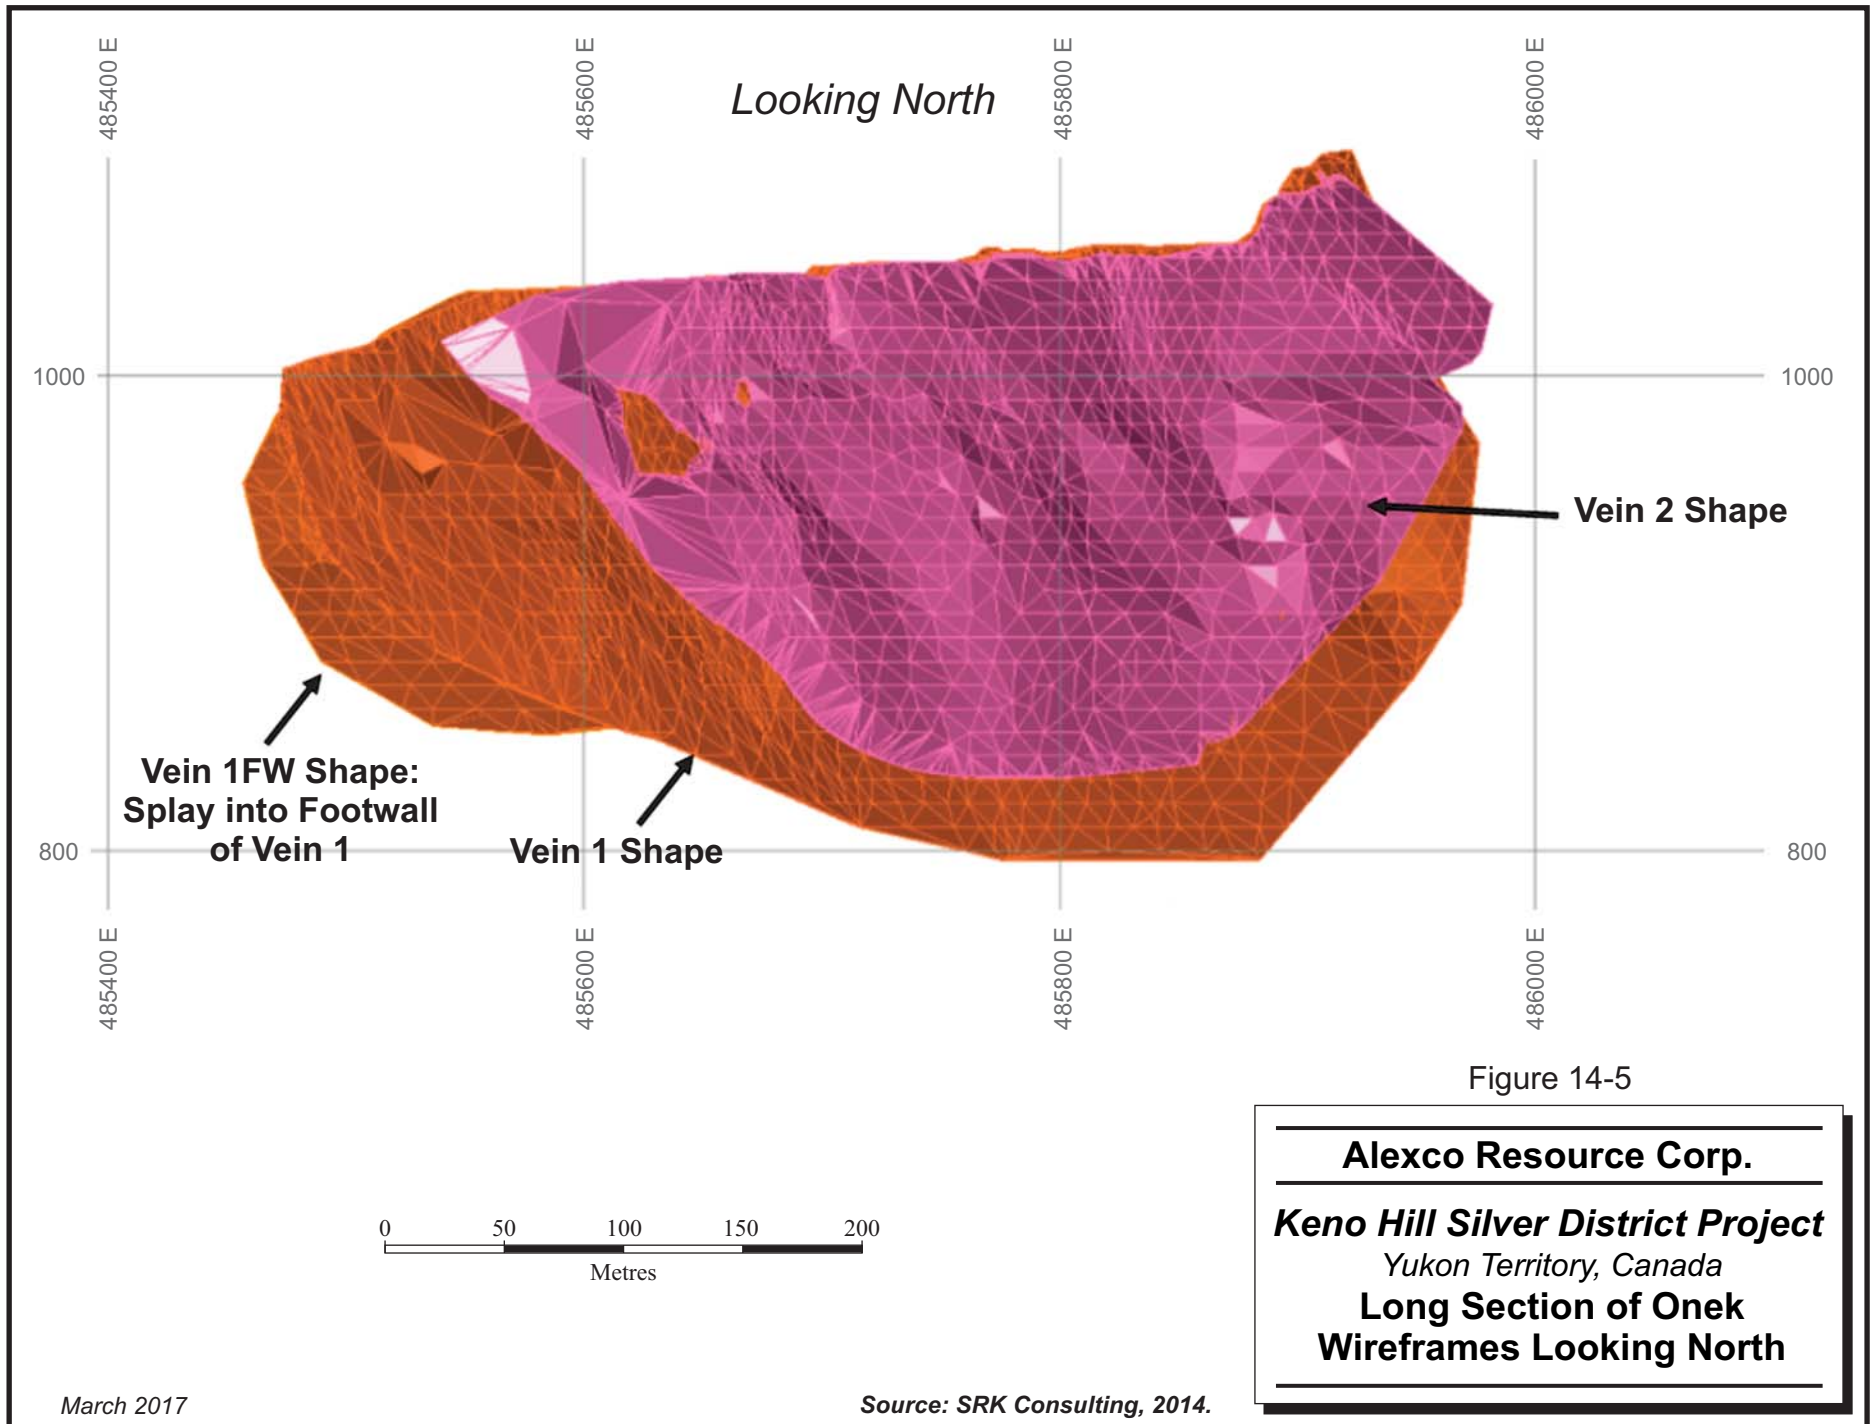 485400 E
485600 E
485800 E
486000 E
Looking North
1000
1000
Vein 2 Shape
Vein 1FW Shape:
Splay into Footwall
of Vein 1
Vein 1 Shape
800
800
485400 E
485600 E
485800 E
486000 E
Figure 14-5
Alexco Resource Corp.
Keno Hill Silver District Project
Yukon Territory, Canada
Long Section of Onek
Wireframes Looking North
0 50 100 150 200
Metres
March 2017
Source: SRK Consulting, 2014.